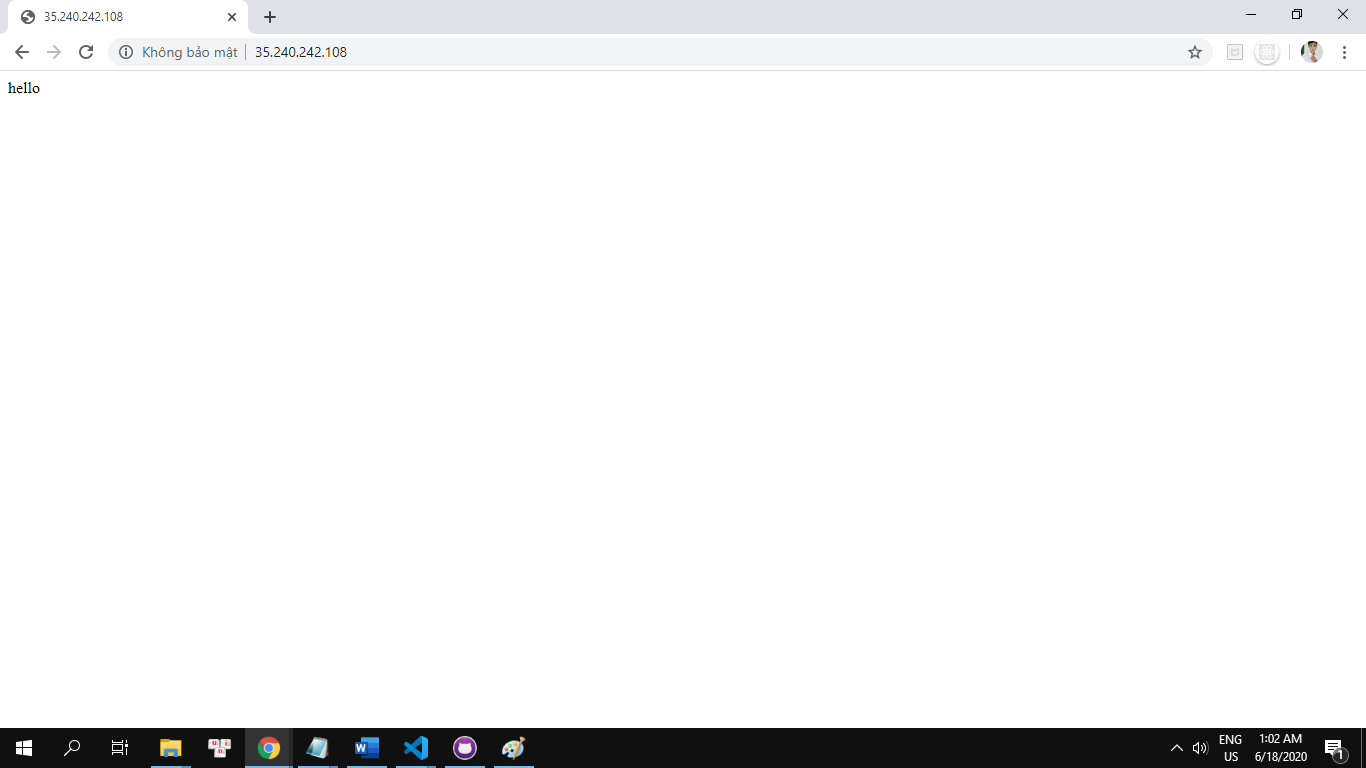 35.240.242.108
Không bảo mật
35.240.242.108
hello
ENG
US
1:02 AM
6/18/2020
1